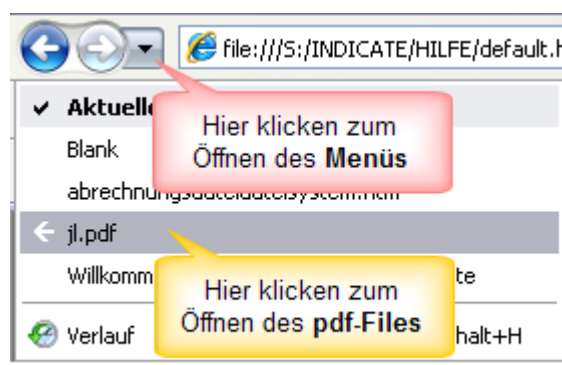 file:///S:/INDICATE/HILFE/default.h
Aktuelle
Hier klicken zum
Öffnen des Menüs
Blank
jl.pdf
Willkomm te
Hier klicken zum
Öffnen des pdf-Files
Verlauf halt+H